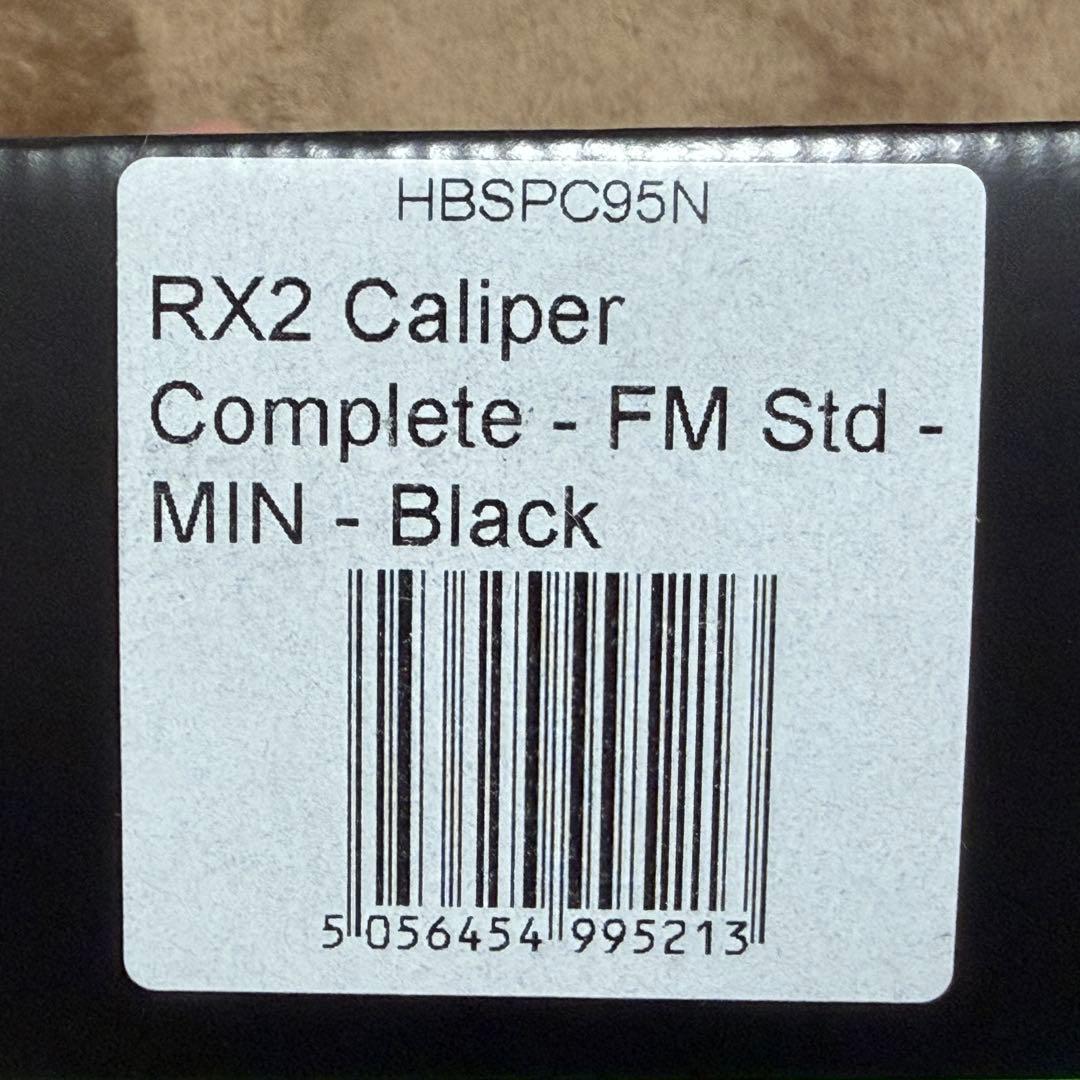 HBSPC95N
RX2 Caliper
Complete - FM Std -
MIN - Black
5 056454 995213